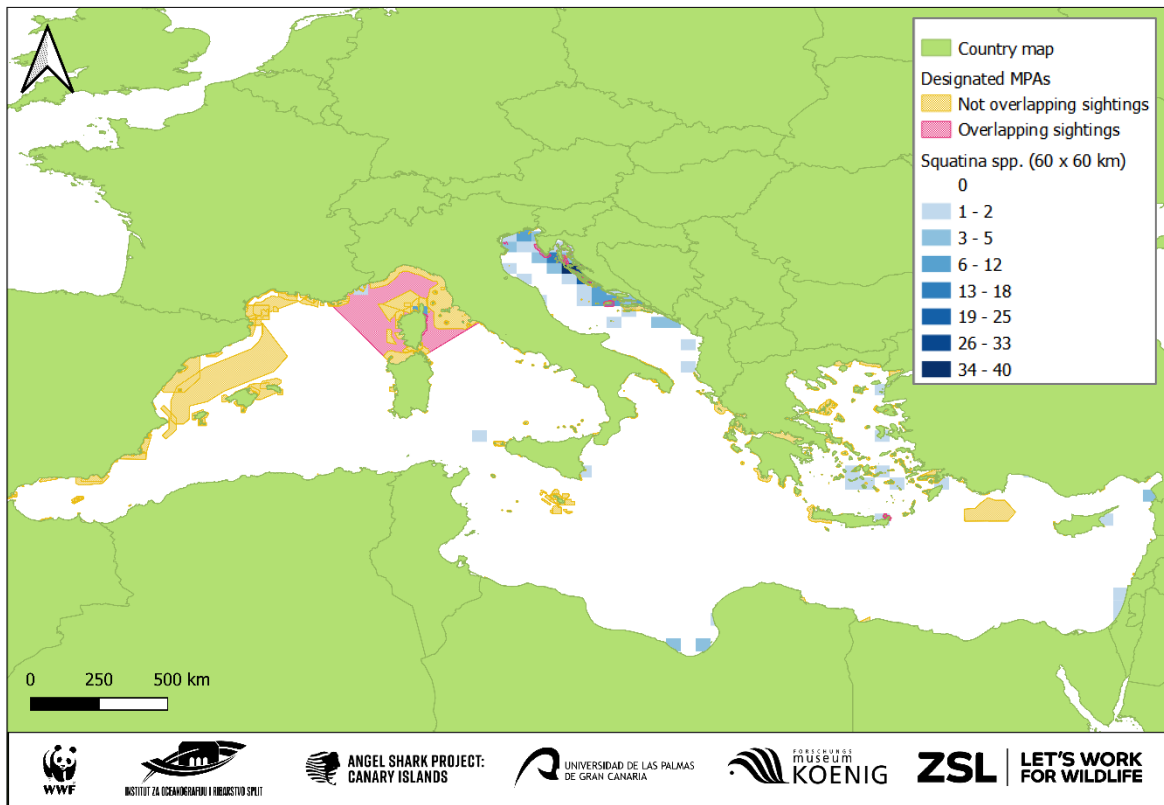 Country map
Designated MPAs
Not overlapping sightings
Overlapping sightings
Squatina spp. (60 x 60 km)
0
1 - 2
3 - 5
6 - 12
13 - 18
19 - 25
26 - 33
34 - 40
0 250 500 km
WWF
INSTITUT ZA OCEANOGRAFIJU I RIBARSTVO SPLIT
ANGEL SHARK PROJECT:
CANARY ISLANDS
UNIVERSIDAD DE LAS PALMAS
DE GRAN CANARIA
FORSCHUNGS
museum
KOENIG
ZSL
LET'S WORK
FOR WILDLIFE